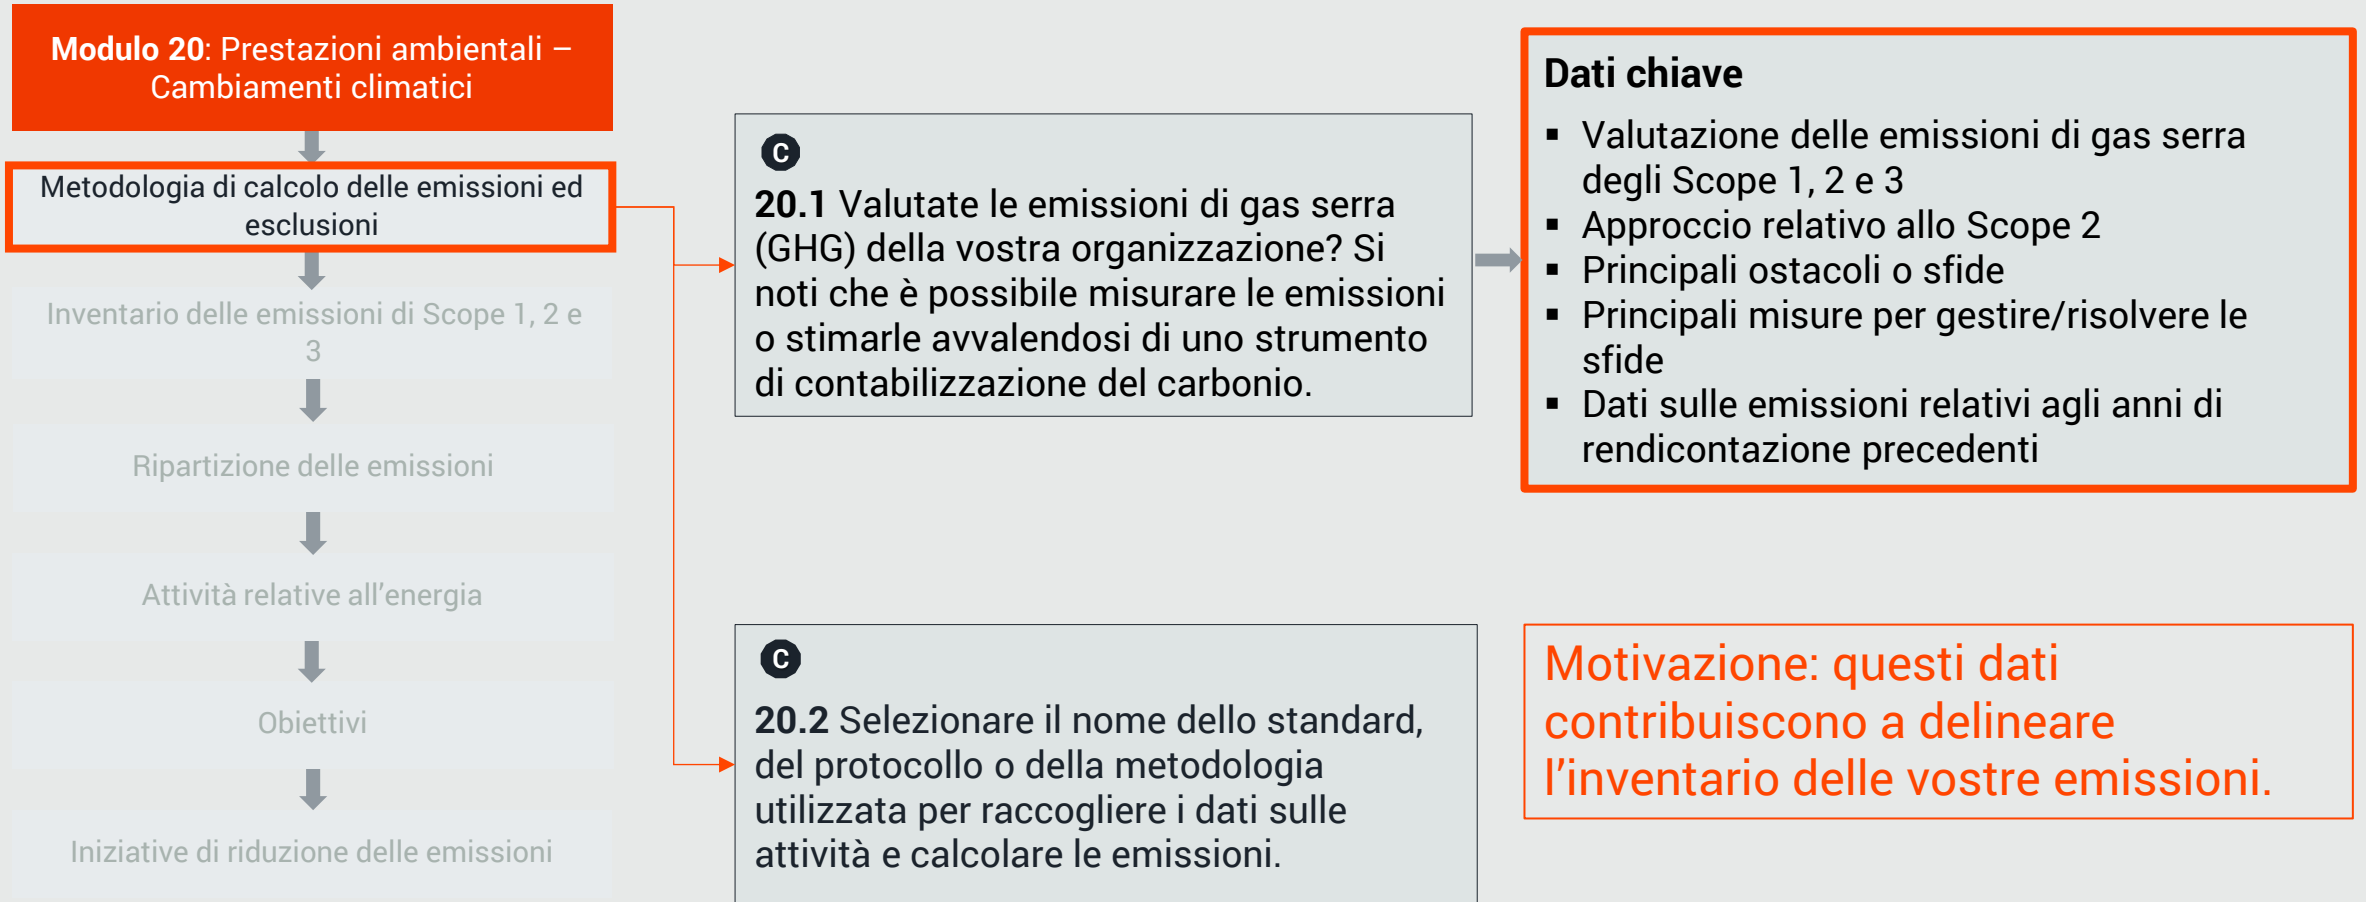 Modulo 20: Prestazioni ambientali –
Cambiamenti climatici
Metodologia di calcolo delle emissioni ed
esclusioni
Inventario delle emissioni di Scope 1, 2 e
3
Ripartizione delle emissioni
Attività relative all'energia
Obiettivi
Iniziative di riduzione delle emissioni
C
20.1 Valutate le emissioni di gas serra
(GHG) della vostra organizzazione? Si
noti che è possibile misurare le emissioni
o stimarle avvalendosi di uno strumento
di contabilizzazione del carbonio.
C
20.2 Selezionare il nome dello standard,
del protocollo o della metodologia
utilizzata per raccogliere i dati sulle
attività e calcolare le emissioni.
Dati chiave
▪ Valutazione delle emissioni di gas serra
degli Scope 1, 2 e 3
▪ Approccio relativo allo Scope 2
▪ Principali ostacoli o sfide
▪ Principali misure per gestire/risolvere le
sfide
▪ Dati sulle emissioni relativi agli anni di
rendicontazione precedenti
Motivazione: questi dati
contribuiscono a delineare
l'inventario delle vostre emissioni.